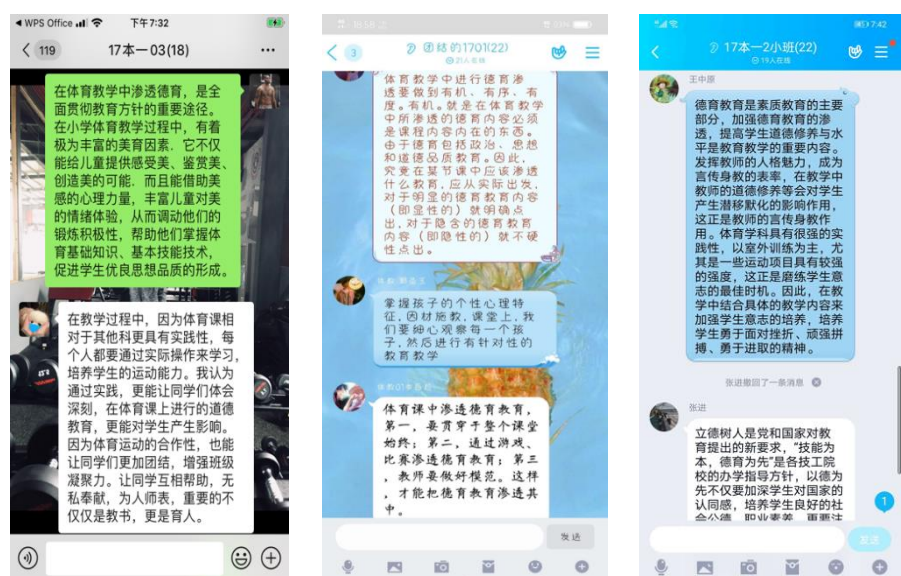 WPS Office
下午7:32
119
17本—03(18)
在体育教学中渗透德育，是全
面贯彻教育方针的重要途径。
在小学体育教学过程中，有着
极为丰富的美育因素. 它不仅
能给儿童提供感受美、鉴赏美、
创造美的可能. 而且能借助美
感的心理力量，丰富儿童对美
的情绪体验，从而调动他们的
锻炼积极性，帮助他们掌握体
育基础知识、基本技能技术，
促进学生优良思想品质的形成。
在教学过程中，因为体育课相
对于其他科更具有实践性，每
个人都要通过实际操作来学习，
培养学生的运动能力。我认为
通过实践，更能让同学们体会
深刻，在体育课上进行的道德
教育，更能对学生产生影响。
因为体育运动的合作性，也能
让同学们更加团结，增强班级
凝聚力。让同学互相帮助，无
私奉献，为人师表，重要的不
仅仅是教书，更是育人。
18:58
3
团结的1701(22)
21人在线
体育教学中进行德育渗
透要做到有机、有序、有
度。有机。就是在体育教学
中所渗透的德育内容必须
是课程内容内在的东西。
由于德育包括政治、思想
和道德品质教育。因此，
究竟在某节课中应该渗透
什么教育，应从实际出发，
对于明显的德育教育内容
（即显性的）就明确点
出，对于隐含的德育教育
内容（即隐性的）就不硬
性点出。
掌握孩子的个性心理特
征，因材施教，课堂上，我
们要细心观察每一个孩
子，然后进行有针对性的
教育教学
体育课中渗透德育教育，
第一，要贯穿于整个课堂
始终；第二，通过游戏、
比赛渗透德育教育；第三
，教师要做好模范。这样
，才能把德育教育渗透其
中。
发送
7:42
17本一2小班(22)
19人在线
王中原
德育教育是素质教育的主要
部分，加强德育教育的渗
透，提高学生道德修养与水
平是教育教学的重要内容。
发挥教师的人格魅力，成为
言传身教的表率，在教学中
教师的道德修养等会对学生
产生潜移默化的影响作用，
这正是教师的言传身教作
用。体育学科具有很强的实
践性，以室外训练为主，尤
其是一些运动项目具有较强
的强度，这正是磨练学生意
志的最佳时机。因此，在教
学中结合具体的教学内容来
加强学生意志的培养，培养
学生勇于面对挫折、顽强拼
搏、勇于进取的精神。
张进撤回了一条消息
张进
立德树人是党和国家对教
育提出的新要求，“技能为
本，德育为先”是各技工院
校的办学指导方针，以德为
先不仅要加深学生对国家的
认同感，培养学生良好的社
会公德、职业素养，更要注
1
发送